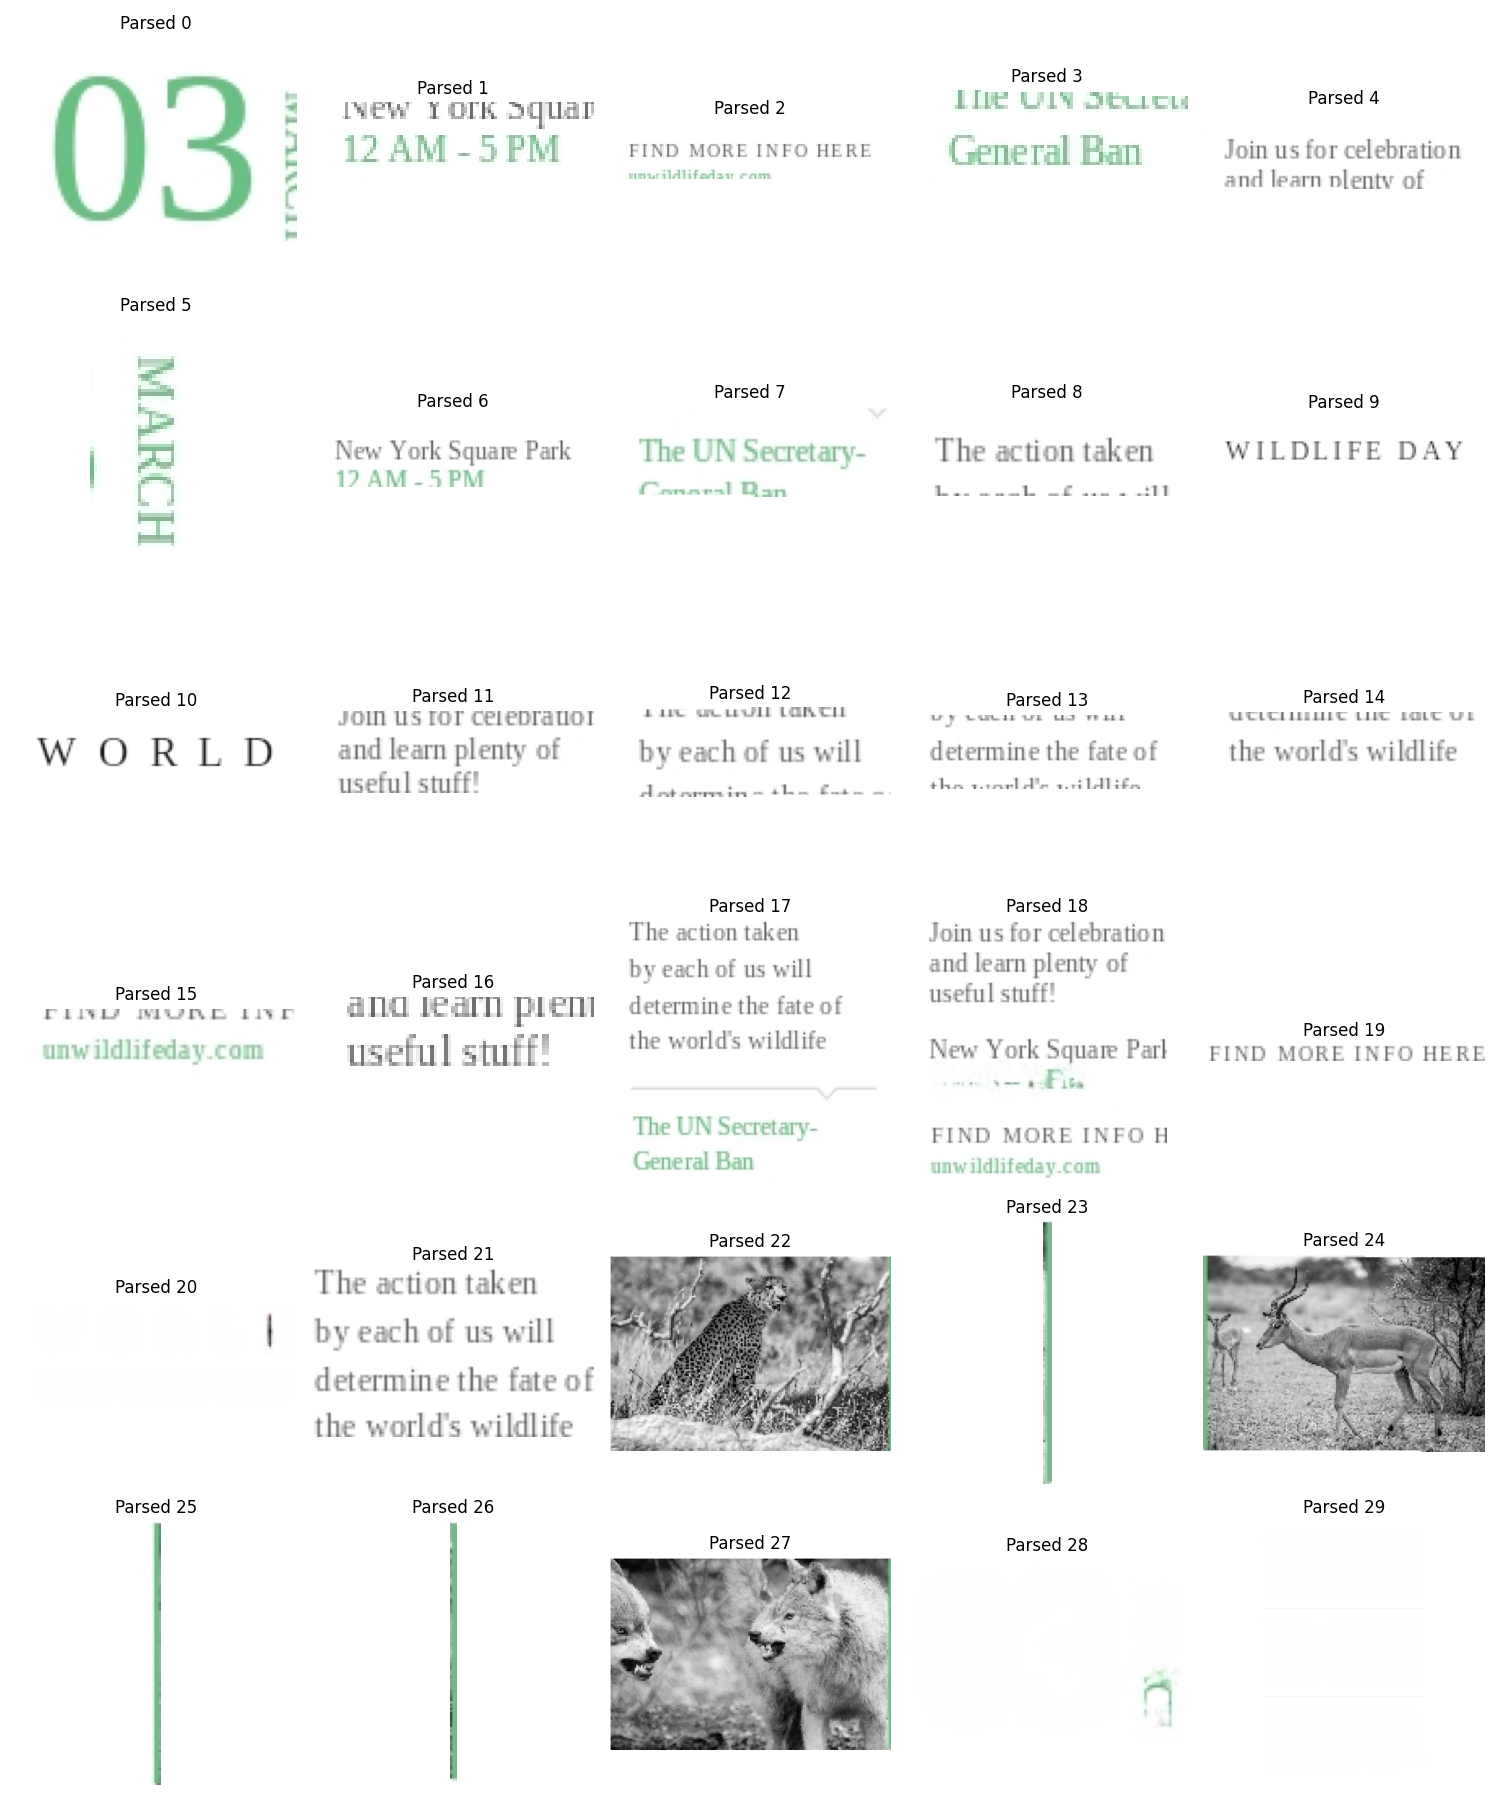 Parsed 0
03
MARCH
Parsed 1
New York Squar
12 AM - 5 PM
Parsed 2
FIND MORE INFO HERE
unwildlifeday.com
Parsed 3
The UN Secreta
General Ban
Parsed 4
Join us for celebration
and learn plenty of
Parsed 5
MARCH
Parsed 6
New York Square Park
12 AM - 5 PM
Parsed 7
The UN Secretary-
General Ban
Parsed 8
The action taken
by each of us will
Parsed 9
WILDLIFE DAY
Parsed 10
WORLD
Parsed 11
Join us for celebration
and learn plenty of
useful stuff!
Parsed 12
The action taken
by each of us will
determine the fate of
Parsed 13
by each of us will
determine the fate of
the world's wildlife
Parsed 14
determine the fate of
the world's wildlife
Parsed 15
FIND MORE INF
unwildlifeday.com
Parsed 16
and learn plent
useful stuff!
Parsed 17
The action taken
by each of us will
determine the fate of
the world's wildlife
The UN Secretary-
General Ban
Parsed 18
Join us for celebration
and learn plenty of
useful stuff!
New York Square Park
FIND MORE INFO H
unwildlifeday.com
Parsed 19
FIND MORE INFO HERE
Parsed 20
Parsed 21
The action taken
by each of us will
determine the fate of
the world's wildlife
Parsed 22
Parsed 23
Parsed 24
Parsed 25
Parsed 26
Parsed 27
Parsed 28
Parsed 29